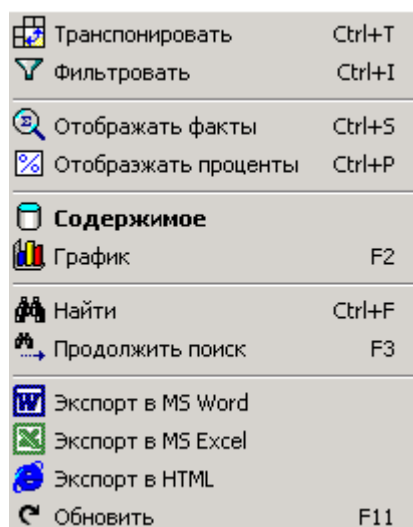 Транспонировать Ctrl+T
Фильтровать Ctrl+I
Отображать факты Ctrl+S
Отобраэжать проценты Ctrl+P
Содержимое
График F2
Найти Ctrl+F
Продолжить поиск F3
Экспорт в MS Word
Экспорт в MS Excel
Экспорт в HTML
Обновить F11